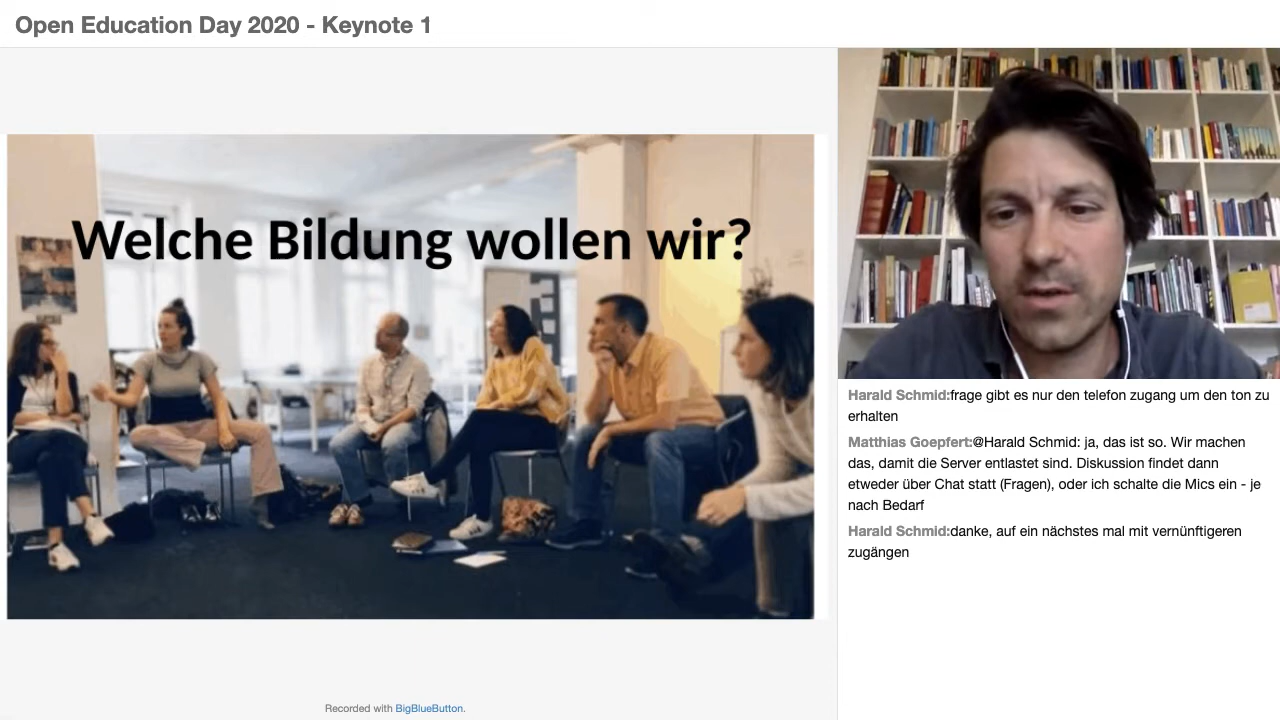 Open Education Day 2020 - Keynote 1
Welche Bildung wollen wir?
Harald Schmid:frage gibt es nur den telefon zugang um den ton zu
erhalten
Matthias Goepfert:@Harald Schmid: ja, das ist so. Wir machen
das, damit die Server entlastet sind. Diskussion findet dann
etweder über Chat statt (Fragen), oder ich schalte die Mics ein - je
nach Bedarf
Harald Schmid:danke, auf ein nächstes mal mit vernünftigeren
zugängen
Recorded with BigBlueButton.